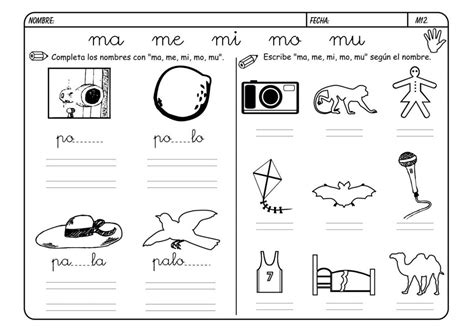 NOMBRE: FECHA: M12.
ma me mi mo mu
Completa los nombres con "ma, me, mi, mo, mu".
po......
po......lo
pa......la
palo......
Escribe "ma, me, mi, mo, mu" según el nombre.
7